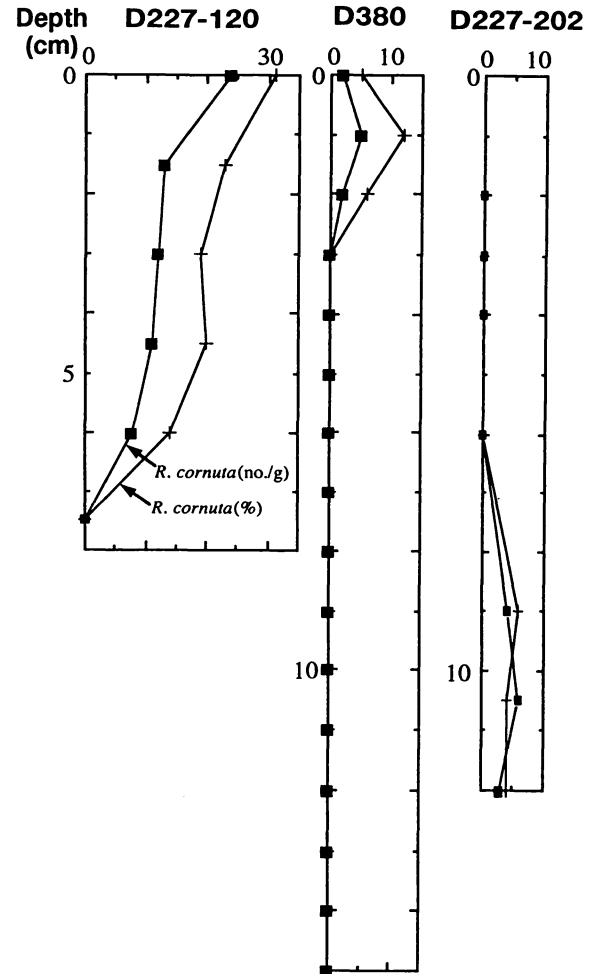 Depth (cm)
D227-120
D380
D227-202
0 30
0 10
0 10
0
0
0
5
10
10
R. cornuta(no./g)
R. cornuta(%)